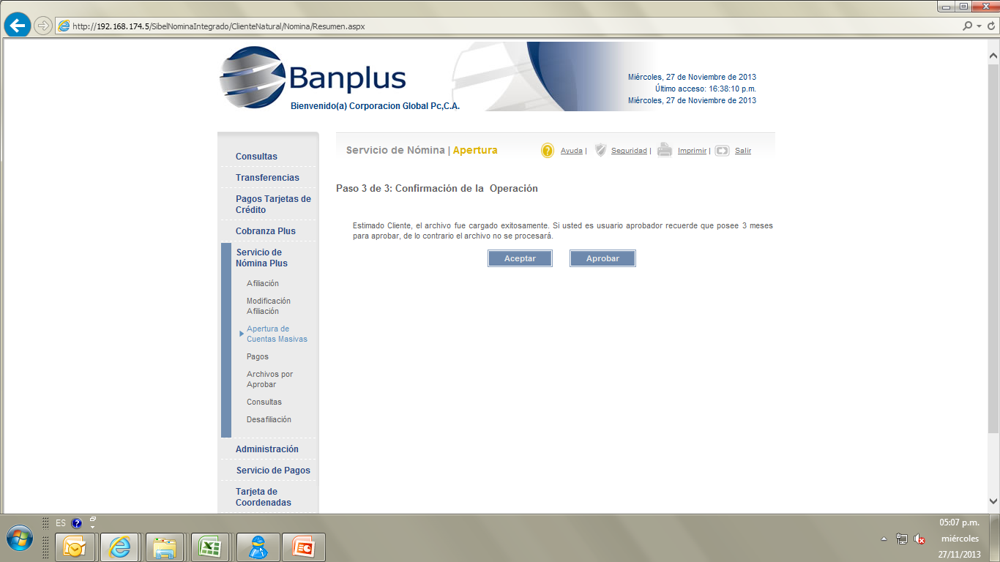 http://192.168.174.5/SibelNominaIntegrado/ClienteNatural/Nomina/Resumen.aspx
Banplus
Bienvenido(a) Corporacion Global Pc,C.A.
Miércoles, 27 de Noviembre de 2013
Último acceso: 16:38:10 p.m.
Miércoles, 27 de Noviembre de 2013
Consultas
Transferencias
Pagos Tarjetas de
Crédito
Cobranza Plus
Servicio de
Nómina Plus
Afiliación
Modificación
Afiliación
Apertura de
Cuentas Masivas
Pagos
Archivos por
Aprobar
Consultas
Desafiliación
Administración
Servicio de Pagos
Tarjeta de
Coordenadas
Servicio de Nómina | Apertura
? Ayuda | Seguridad | Imprimir | Salir
Paso 3 de 3: Confirmación de la  Operación
Estimado Cliente, el archivo fue cargado exitosamente. Si usted es usuario aprobador recuerde que posee 3 meses
para aprobar, de lo contrario el archivo no se procesará.
Aceptar Aprobar
ES ?
05:07 p.m.
miércoles
27/11/2013